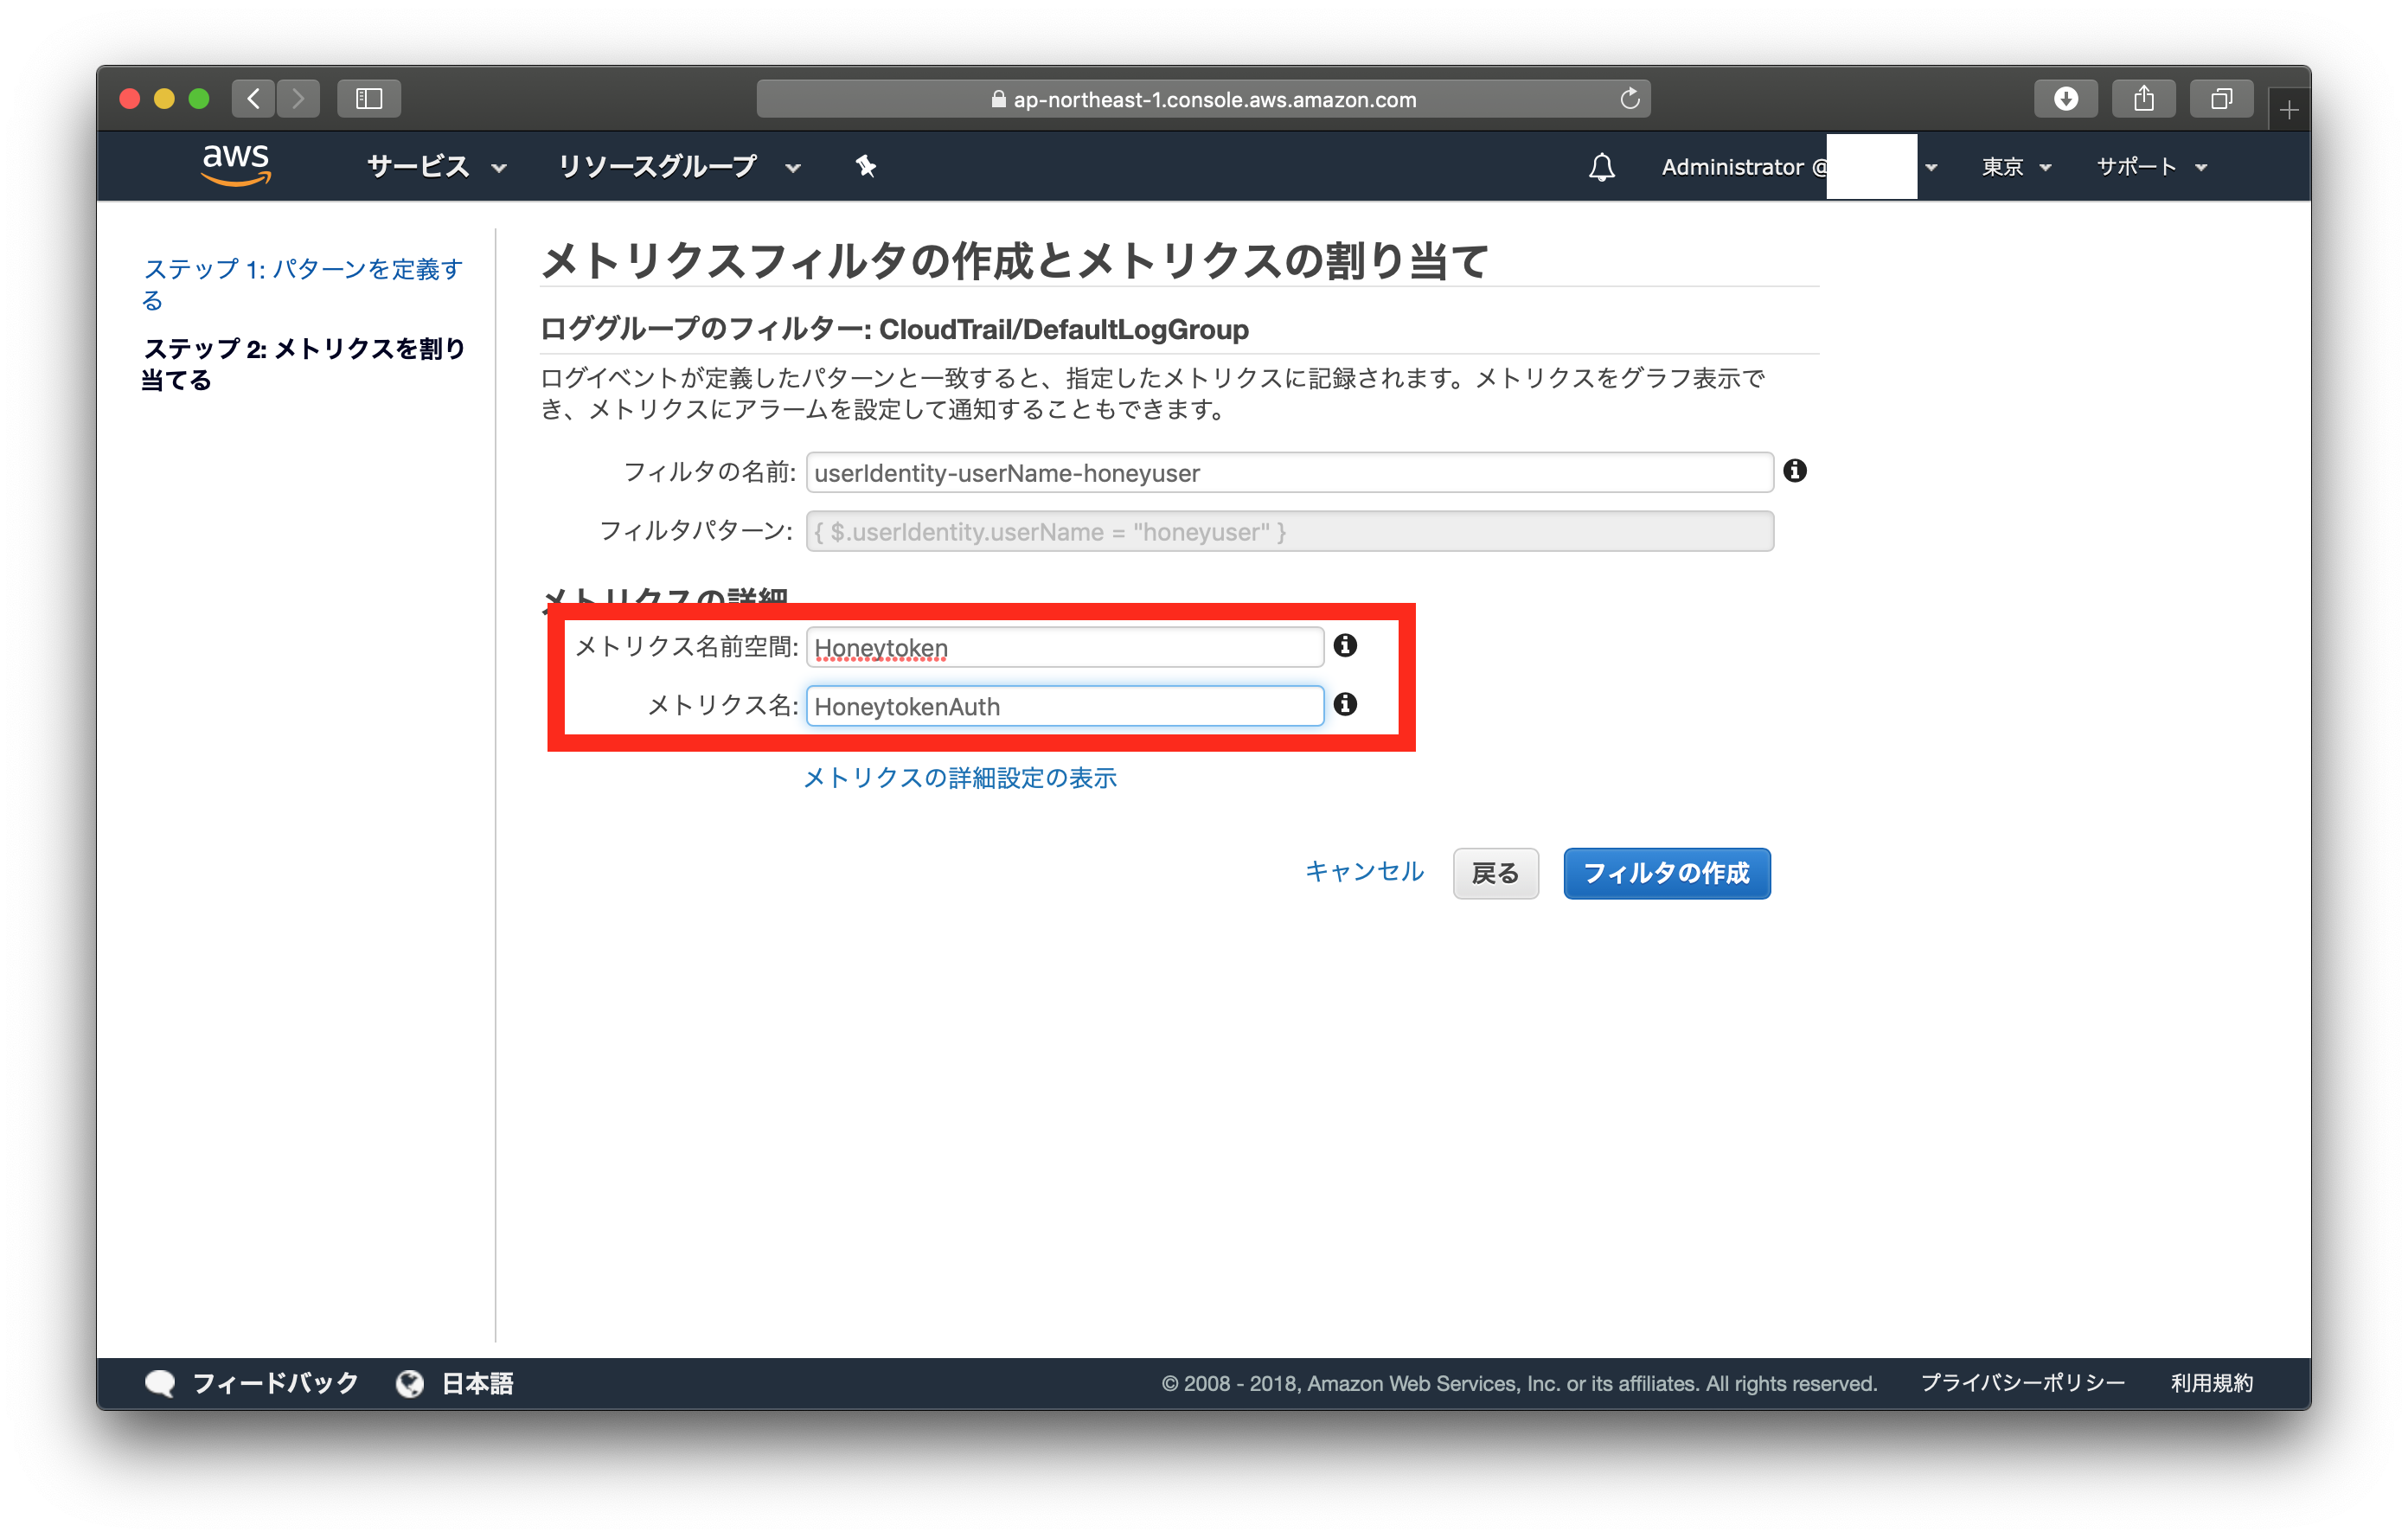 ap-northeast-1.console.aws.amazon.com
aws サービス リソースグループ Administrator @ 東京 サポート
ステップ 1: パターンを定義す
る
ステップ 2: メトリクスを割り
当てる
メトリクスフィルタの作成とメトリクスの割り当て
ロググループのフィルター: CloudTrail/DefaultLogGroup
ログイベントが定義したパターンと一致すると、指定したメトリクスに記録されます。メトリクスをグラフ表示で
き、メトリクスにアラームを設定して通知することもできます。
フィルタの名前: userIdentity-userName-honeyuser
フィルタパターン: { $.userIdentity.userName = "honeyuser" }
メトリクスの詳細
メトリクス名前空間: Honeytoken
メトリクス名: HoneytokenAuth
メトリクスの詳細設定の表示
キャンセル 戻る フィルタの作成
フィードバック 日本語 © 2008 - 2018, Amazon Web Services, Inc. or its affiliates. All rights reserved. プライバシーポリシー 利用規約